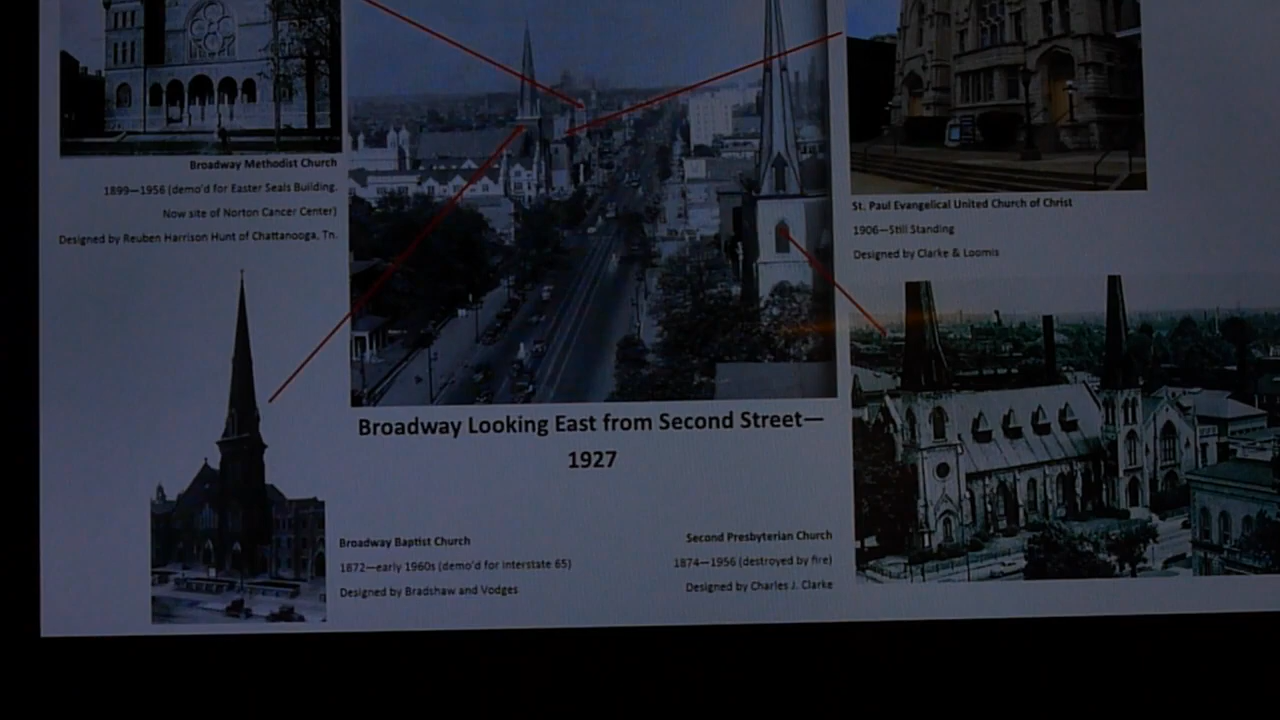 Broadway Methodist Church
1899—1956 (demo'd for Easter Seals Building.
Now site of Norton Cancer Center)
Designed by Reuben Harrison Hunt of Chattanooga, Tn.
St. Paul Evangelical United Church of Christ
1906—Still Standing
Designed by Clarke & Loomis
Broadway Looking East from Second Street—
1927
Broadway Baptist Church
1872—early 1960s (demo'd for Interstate 65)
Designed by Bradshaw and Vodges
Second Presbyterian Church
1874—1956 (destroyed by fire)
Designed by Charles J. Clarke